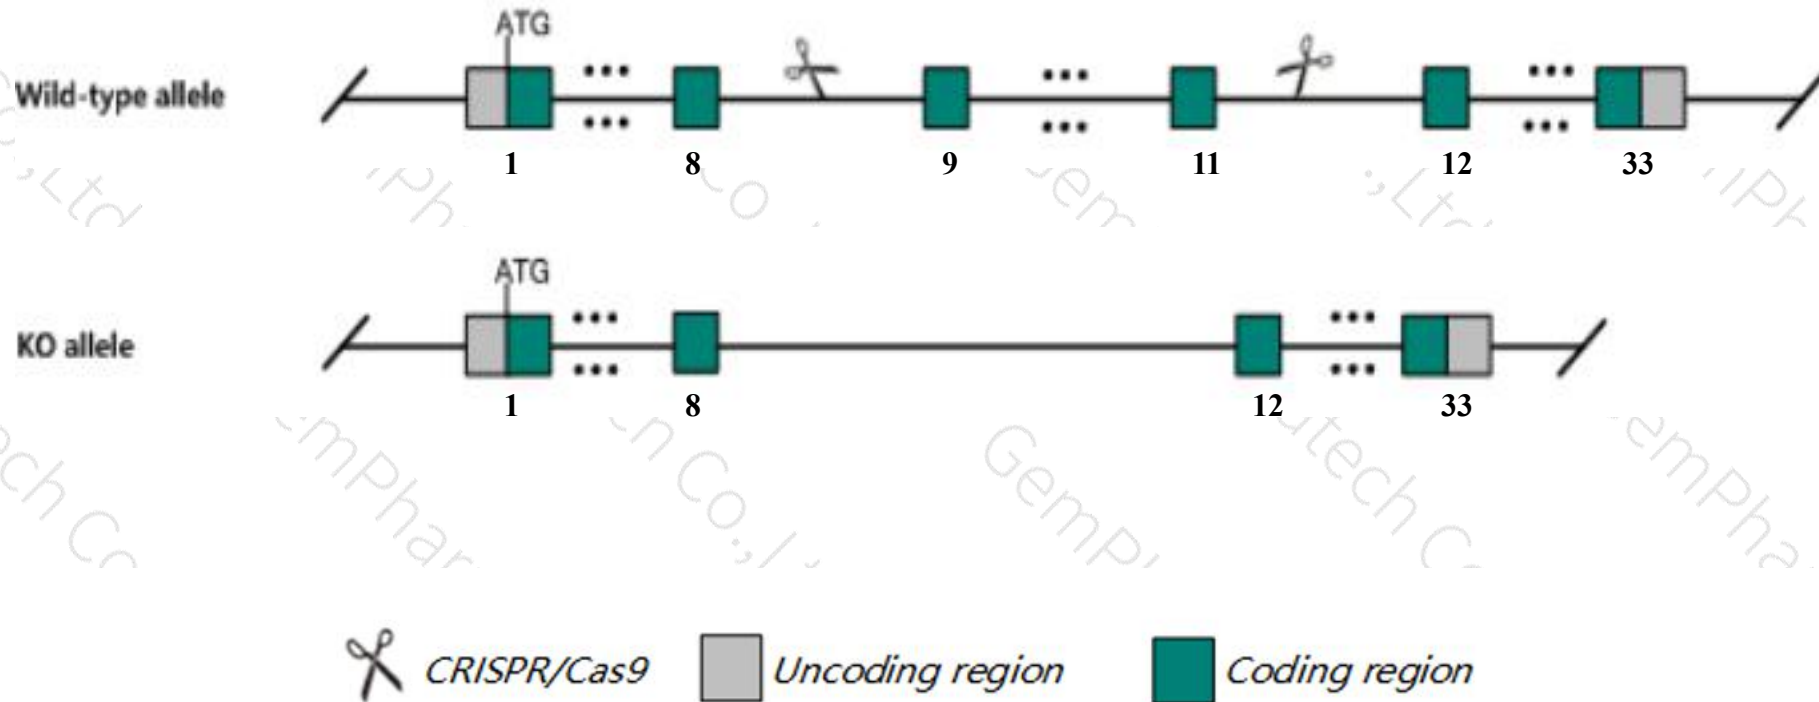 ATG
Wild-type allele
1 8 9 11 12 33
ATG
KO allele
1 8 12 33
CRISPR/Cas9 Uncoding region Coding region